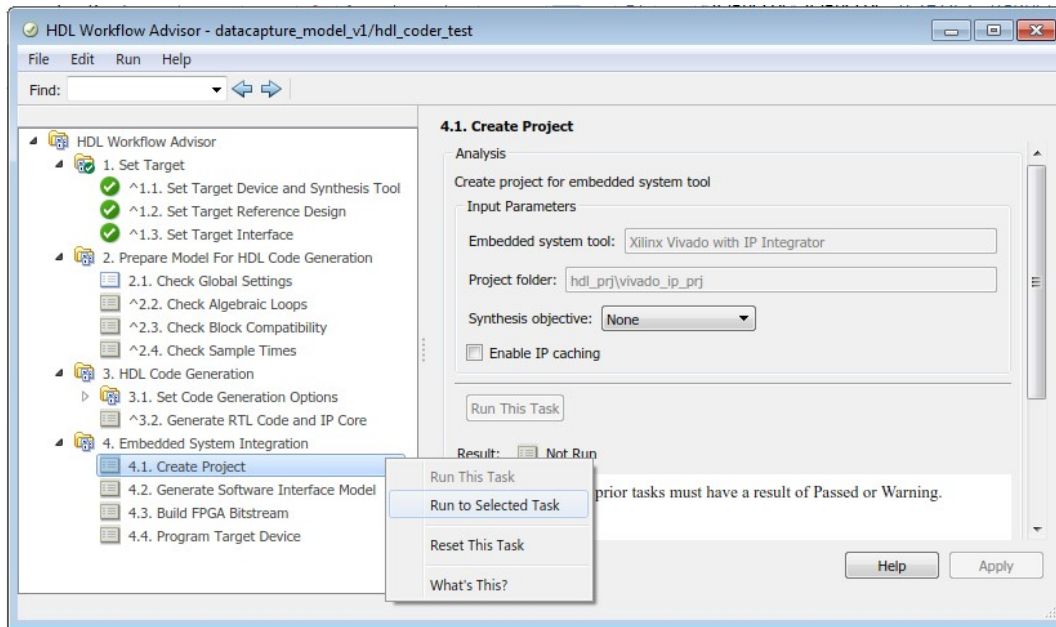 HDL Workflow Advisor - datacapture_model_v1/hdl_coder_test
File Edit Run Help
Find:
HDL Workflow Advisor
1. Set Target
^1.1. Set Target Device and Synthesis Tool
^1.2. Set Target Reference Design
^1.3. Set Target Interface
2. Prepare Model For HDL Code Generation
2.1. Check Global Settings
^2.2. Check Algebraic Loops
^2.3. Check Block Compatibility
^2.4. Check Sample Times
3. HDL Code Generation
3.1. Set Code Generation Options
^3.2. Generate RTL Code and IP Core
4. Embedded System Integration
4.1. Create Project
4.2. Generate Software Interface Model
4.3. Build FPGA Bitstream
4.4. Program Target Device
4.1. Create Project
Analysis
Create project for embedded system tool
Input Parameters
Embedded system tool: Xilinx Vivado with IP Integrator
Project folder: hdl_prj\vivado_ip_prj
Synthesis objective: None
Enable IP caching
Run This Task
Result: Not Run
prior tasks must have a result of Passed or Warning.
Run This Task
Run to Selected Task
Reset This Task
What's This?
Help Apply